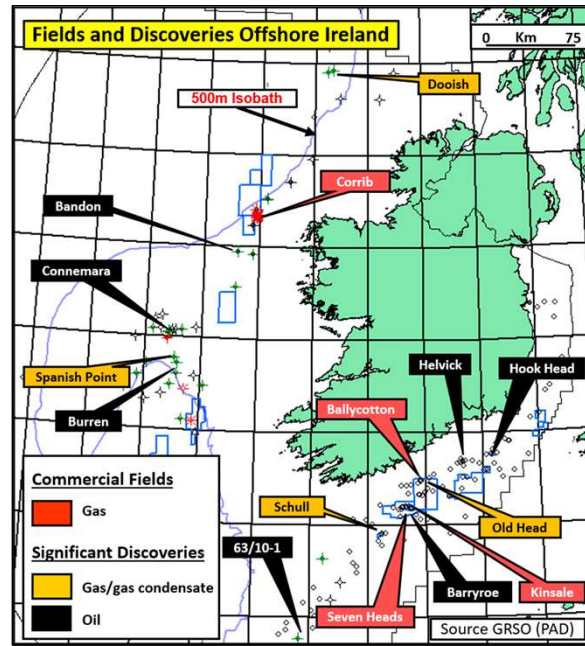 Fields and Discoveries Offshore Ireland
0 Km 75
Dooish
500m Isobath
Corrib
Bandon
Connemara
Helvick
Hook Head
Spanish Point
Ballycotton
Burren
Commercial Fields
Gas
Schull
Old Head
Significant Discoveries
63/10-1
Gas/gas condensate
Barryroe
Kinsale
Oil
Seven Heads
Source GRSO (PAD)